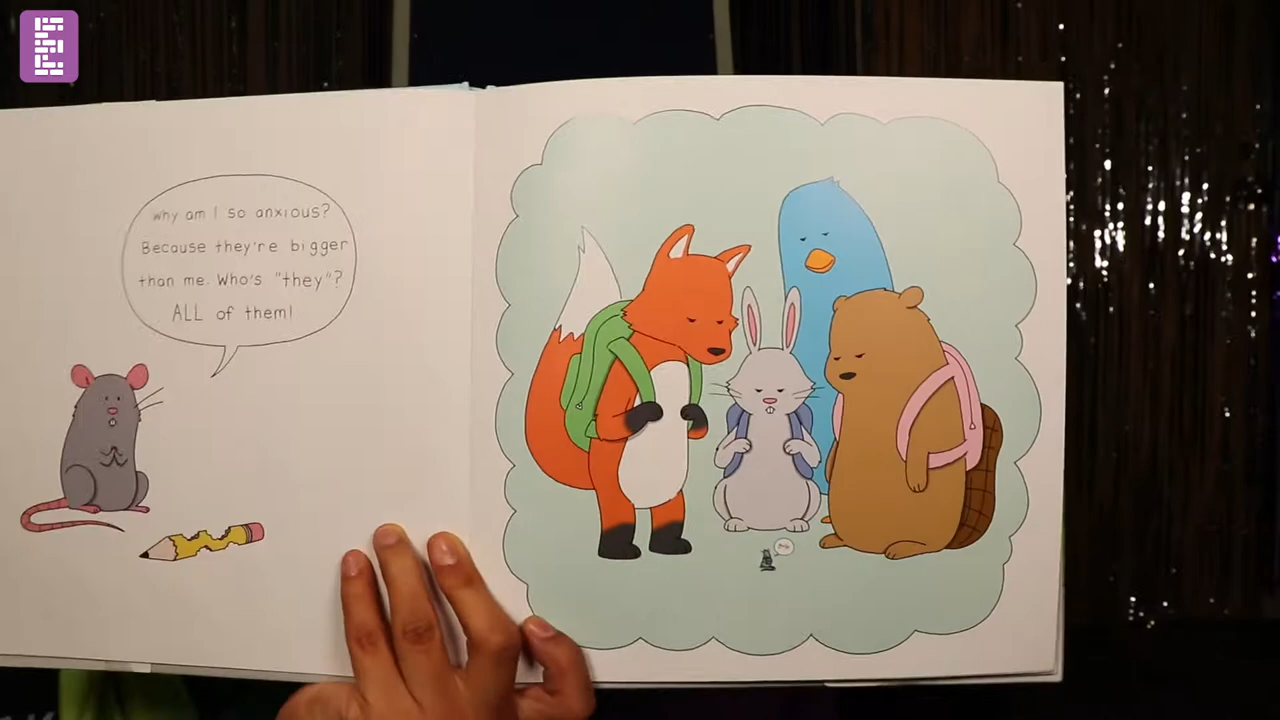 why am I so anxious?
Because they're bigger
than me. Who's "they"?
ALL of them!